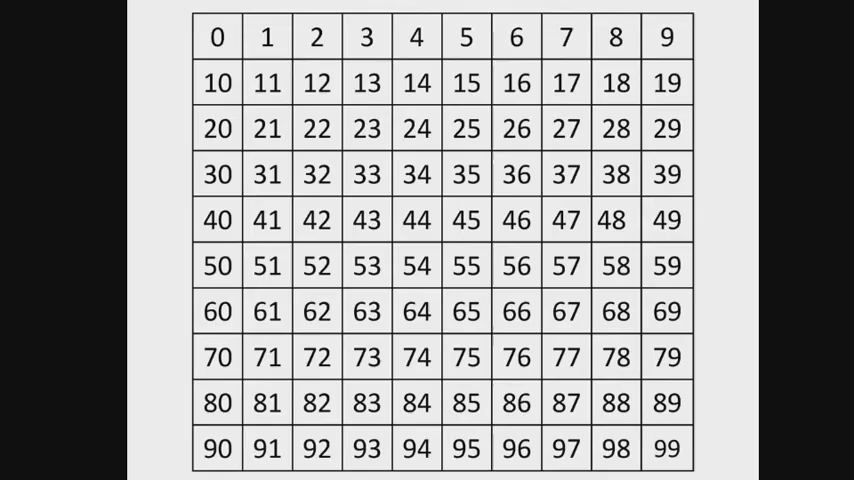 0 1 2 3 4 5 6 7 8 9
10 11 12 13 14 15 16 17 18 19
20 21 22 23 24 25 26 27 28 29
30 31 32 33 34 35 36 37 38 39
40 41 42 43 44 45 46 47 48 49
50 51 52 53 54 55 56 57 58 59
60 61 62 63 64 65 66 67 68 69
70 71 72 73 74 75 76 77 78 79
80 81 82 83 84 85 86 87 88 89
90 91 92 93 94 95 96 97 98 99